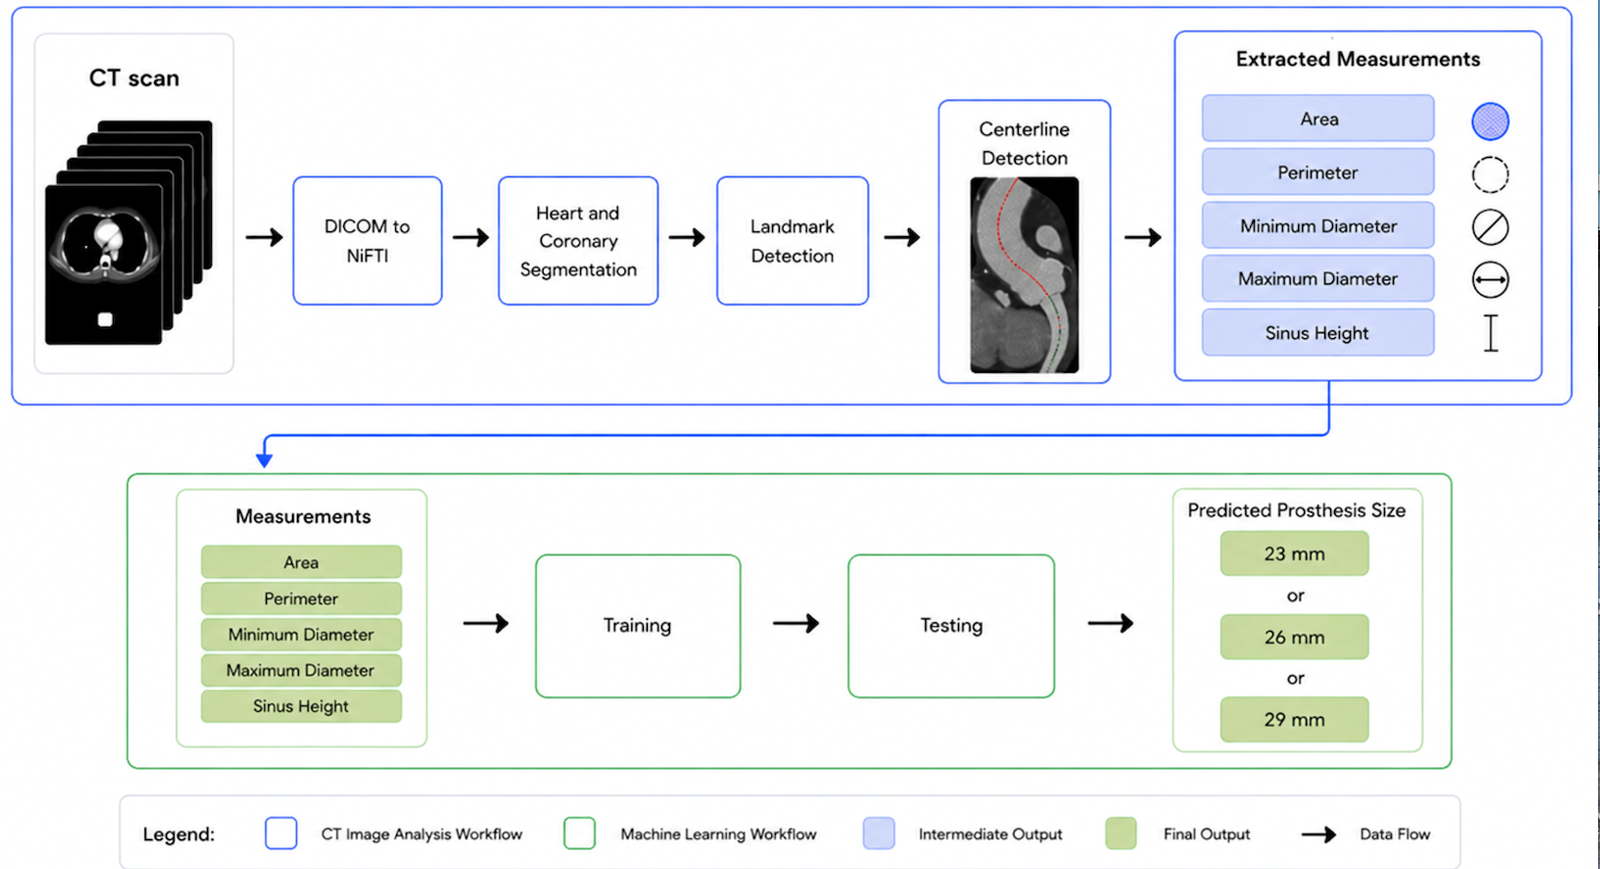 CT scan
DICOM to
NiFTI
Heart and
Coronary
Segmentation
Landmark
Detection
Centerline
Detection
Extracted Measurements
Area
Perimeter
Minimum Diameter
Maximum Diameter
Sinus Height
Measurements
Area
Perimeter
Minimum Diameter
Maximum Diameter
Sinus Height
Training
Testing
Predicted Prosthesis Size
23 mm
or
26 mm
or
29 mm
Legend: CT Image Analysis Workflow Machine Learning Workflow Intermediate Output Final Output Data Flow